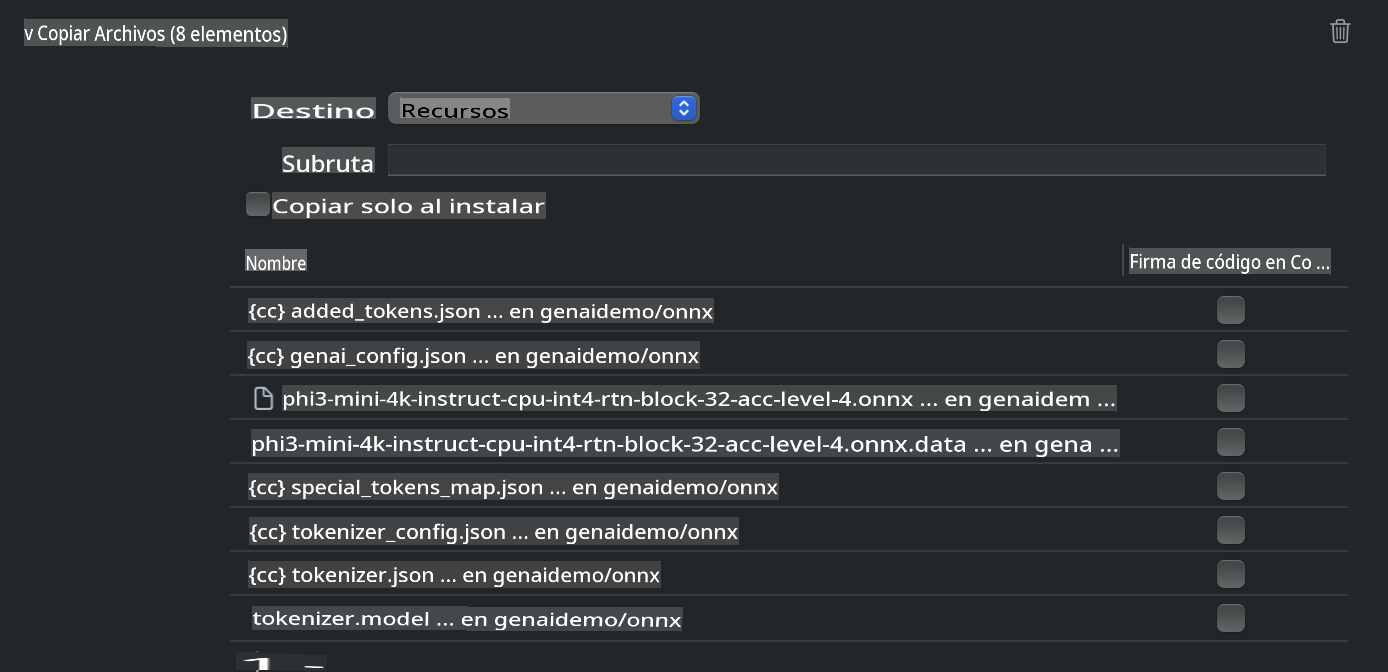 v Copiar Archivos (8 elementos)
Destino Recursos
Subruta
Copiar solo al instalar
Nombre Firma de código en Co ...
{cc} added_tokens.json ... en genaidemo/onnx
{cc} genai_config.json ... en genaidemo/onnx
phi3-mini-4k-instruct-cpu-int4-rtn-block-32-acc-level-4.onnx ... en genaidem ...
phi3-mini-4k-instruct-cpu-int4-rtn-block-32-acc-level-4.onnx.data ... en gena ...
{cc} special_tokens_map.json ... en genaidemo/onnx
{cc} tokenizer_config.json ... en genaidemo/onnx
{cc} tokenizer.json ... en genaidemo/onnx
tokenizer.model ... en genaidemo/onnx